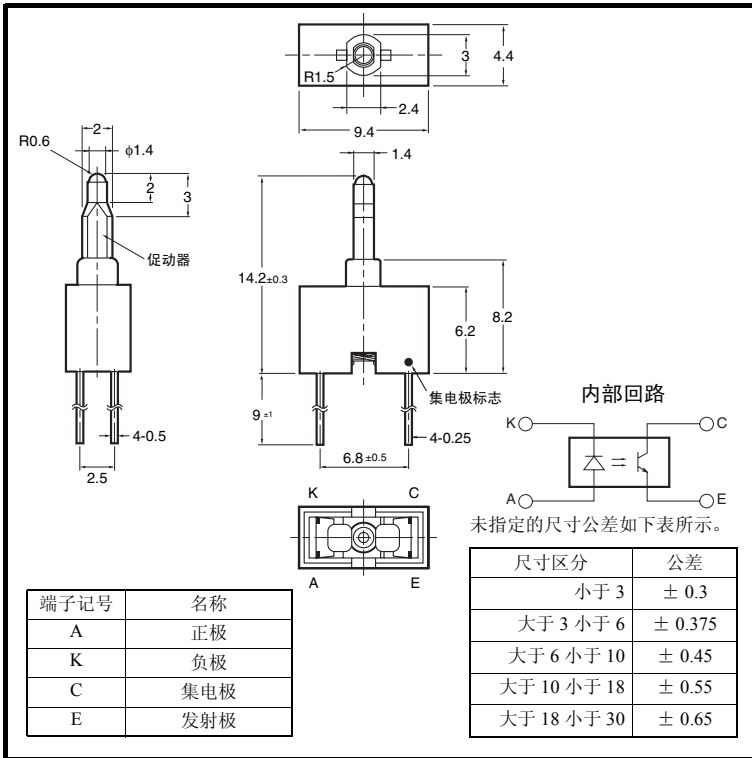 R1.5
3
4.4
2.4
9.4
2
R0.6
ϕ1.4
2
3
促动器
4-0.5
2.5
1.4
14.2±0.3
6.2
8.2
集电极标志
9 ±1
4-0.25
6.8 ±0.5
K C
A E
内部回路
K C
A E
未指定的尺寸公差如下表所示。
尺寸区分 公差
小于 3 ± 0.3
大于 3 小于 6 ± 0.375
大于 6 小于 10 ± 0.45
大于 10 小于 18 ± 0.55
大于 18 小于 30 ± 0.65
端子记号 名称
A 正极
K 负极
C 集电极
E 发射极